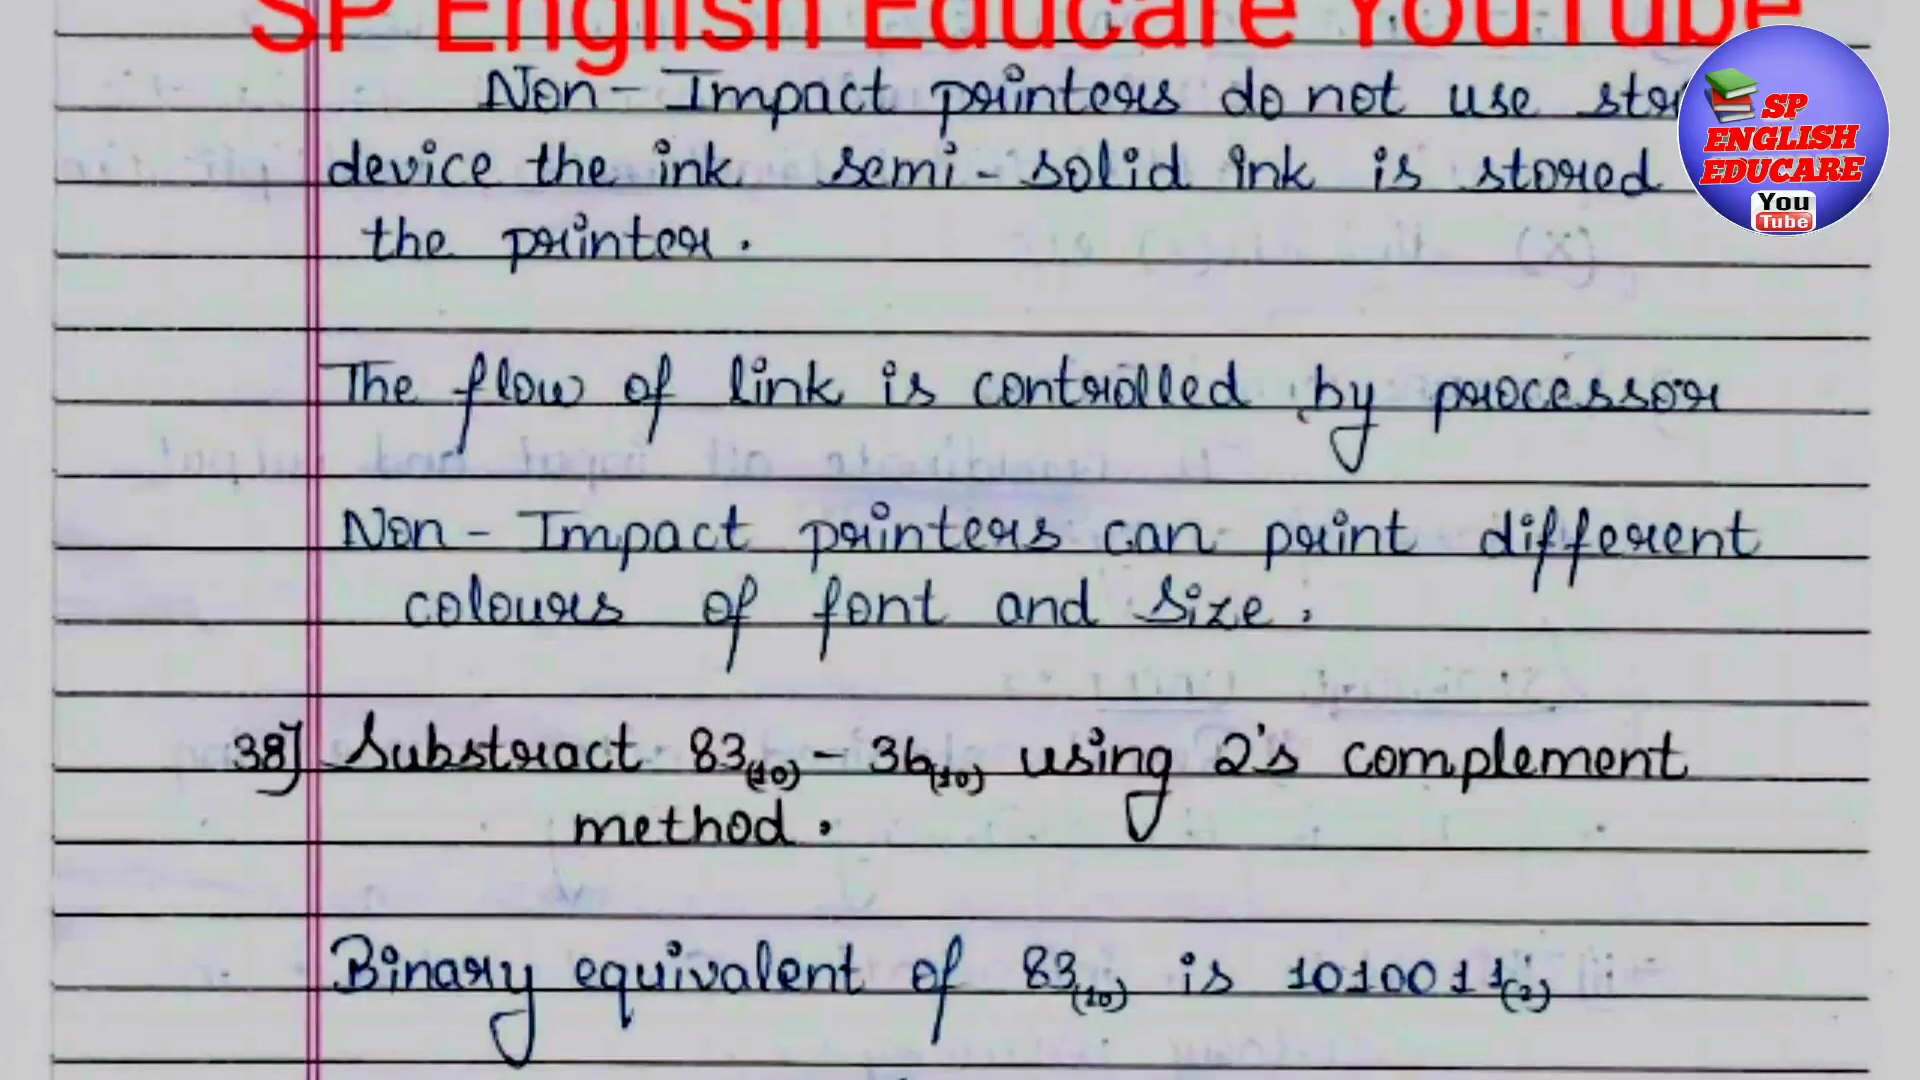 SP English Educare YouTube
Non-Impact printers do not use
device the ink semi-solid ink is stored
the printer.
The flow of link is controlled by processor
Non-Impact printers can print different
colours of font and size.
38] Substract 83(10) - 36(10) using 2's complement
method.
Binary equivalent of 83(10) is 1010011(2)
SP
ENGLISH
EDUCARE
You
Tube